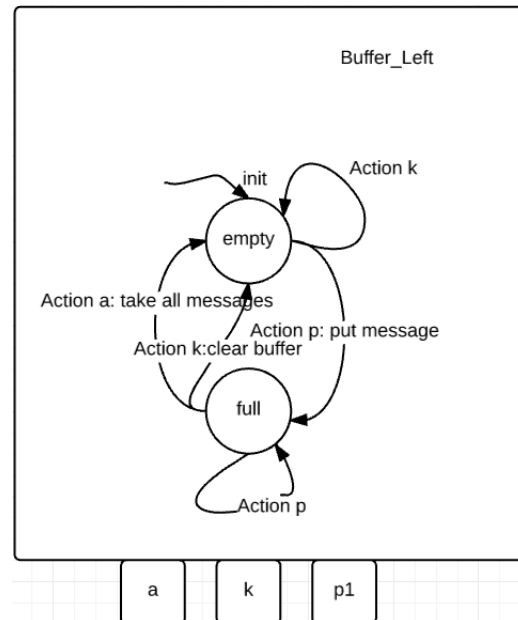 Buffer_Left
init
Action k
empty
Action a: take all messages
Action p: put message
Action k:clear buffer
full
Action p
a
k
p1